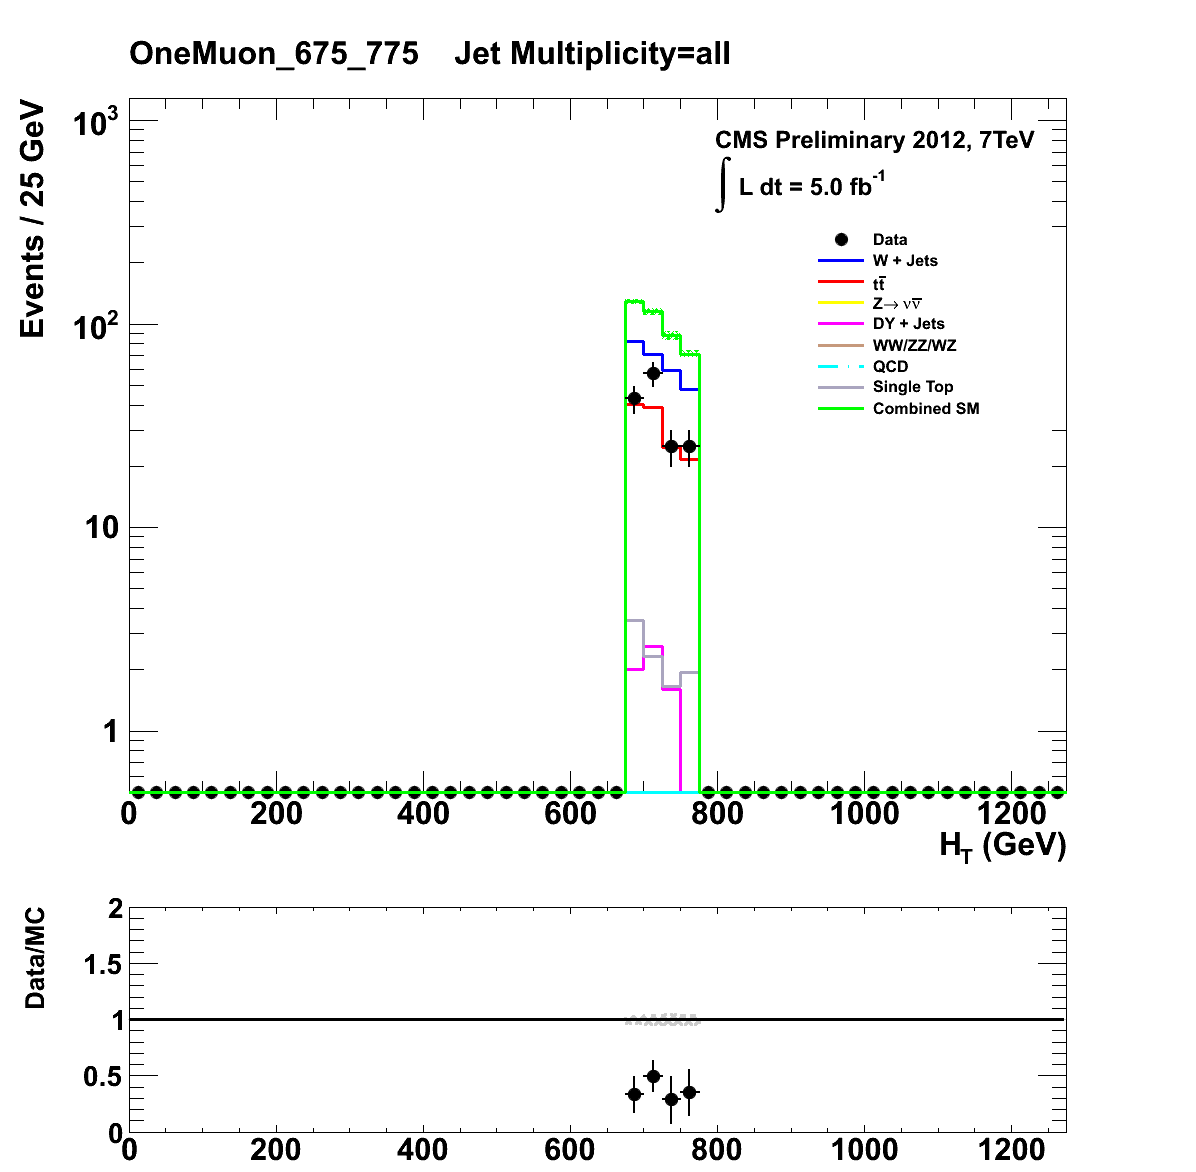 OneMuon_675_775 Jet Multiplicity=all
Events / 25 GeV
10³
10²
10
1
CMS Preliminary 2012, 7TeV
∫ L dt = 5.0 fb⁻¹
Data
W + Jets
tt̅
Z→ νν̅
DY + Jets
WW/ZZ/WZ
QCD
Single Top
Combined SM
0 200 400 600 800 1000 1200
H_T (GeV)
Data/MC
2
1.5
1
0.5
0
0 200 400 600 800 1000 1200